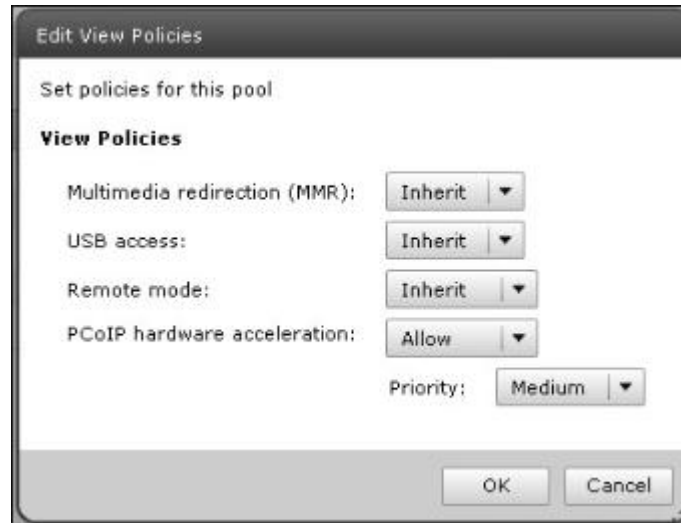 Edit View Policies
Set policies for this pool
View Policies
Multimedia redirection (MMR): Inherit
USB access: Inherit
Remote mode: Inherit
PCoIP hardware acceleration: Allow
Priority: Medium
OK Cancel